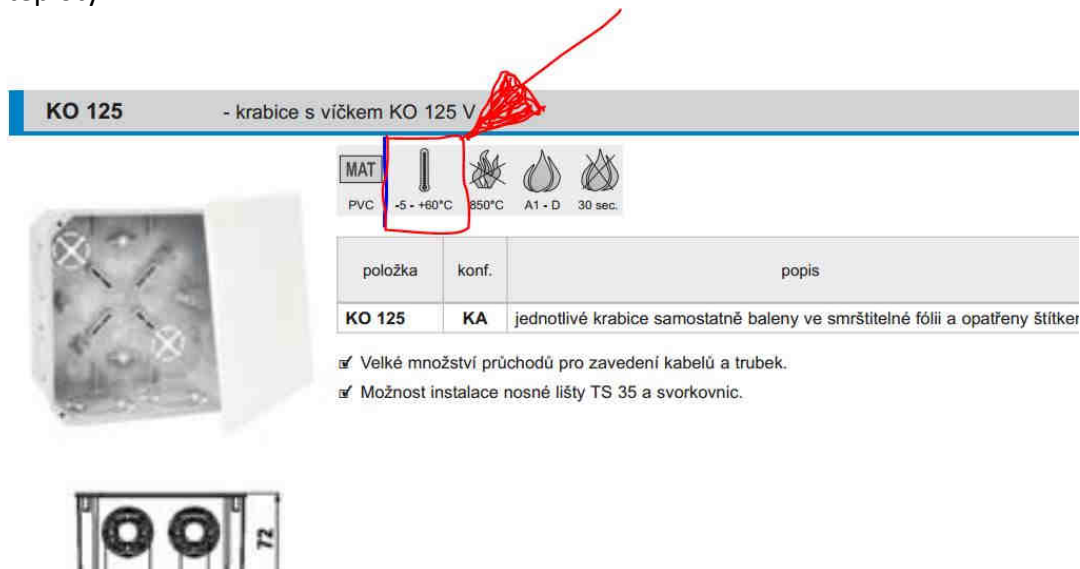 KO 125 - krabice s víčkem KO 125 V
MAT
PVC -5 - +60°C 850°C A1 - D 30 sec.
položka konf. popis
KO 125 KA jednotlivé krabice samostatně baleny ve smrštitelné fólii a opatřeny
Velké množství průchodů pro zavedení kabelů a trubek.
Možnost instalace nosné lišty TS 35 a svorkovnic.
72